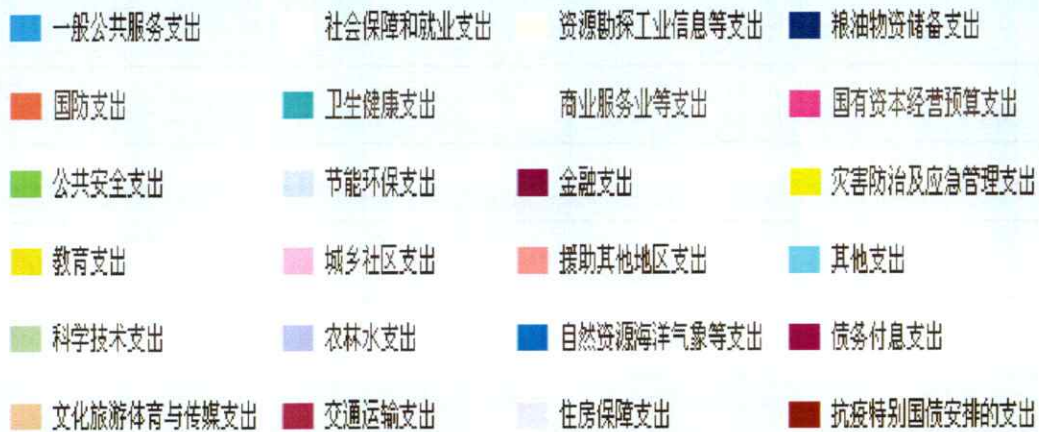 一般公共服务支出 社会保障和就业支出 资源勘探工业信息等支出 粮油物资储备支出
国防支出 卫生健康支出 商业服务业等支出 国有资本经营预算支出
公共安全支出 节能环保支出 金融支出 灾害防治及应急管理支出
教育支出 城乡社区支出 援助其他地区支出 其他支出
科学技术支出 农林水支出 自然资源海洋气象等支出 债务付息支出
文化旅游体育与传媒支出 交通运输支出 住房保障支出 抗疫特别国债安排的支出